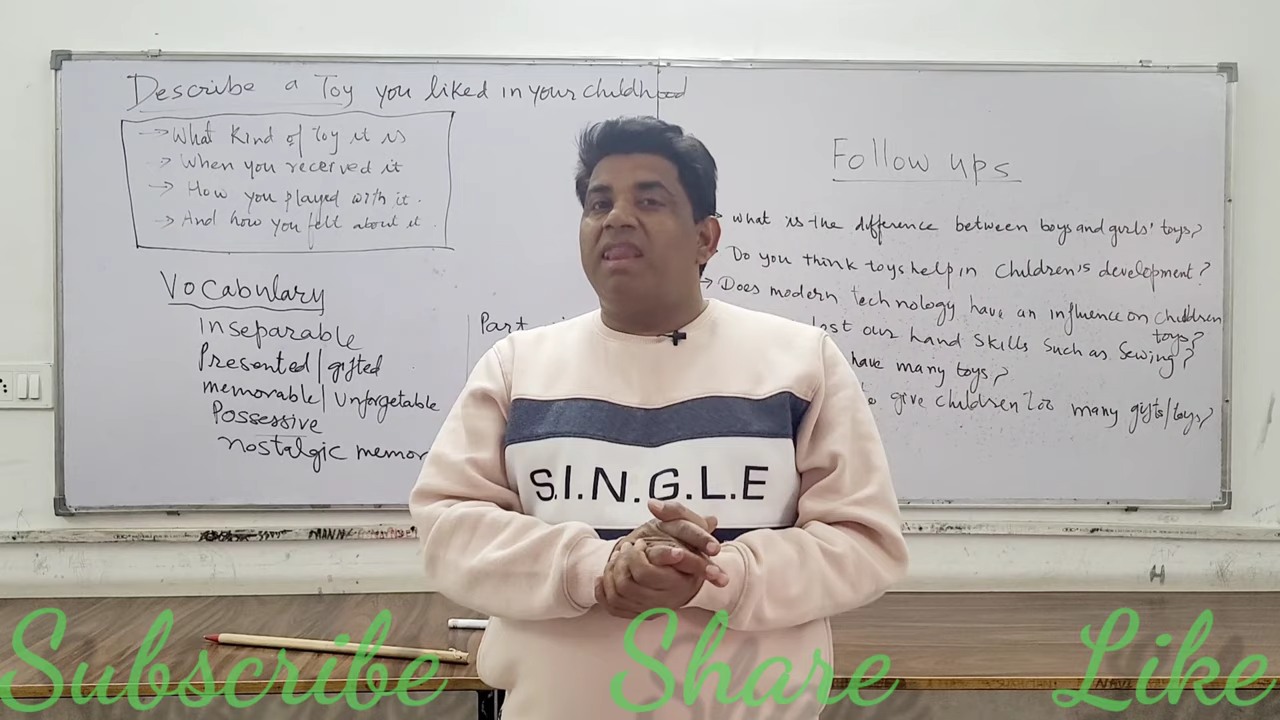 Describe a Toy you liked in your childhood
→ What kind of toy it is
→ When you received it
→ How you played with it.
→ And how you felt about it.
Vocabulary
Inseparable
Presented/gifted
memorable/Unforgetable
Possessive
nostalgic memor
Part
Follow ups
what is the difference between boys and girls' toys?
Do you think toys help in children's development?
→ Does modern technology have an influence on children toys?
lost our hand skills such as sewing?
have many toys?
give children too many gifts/toys?
S.I.N.G.L.E
Subscribe Share Like